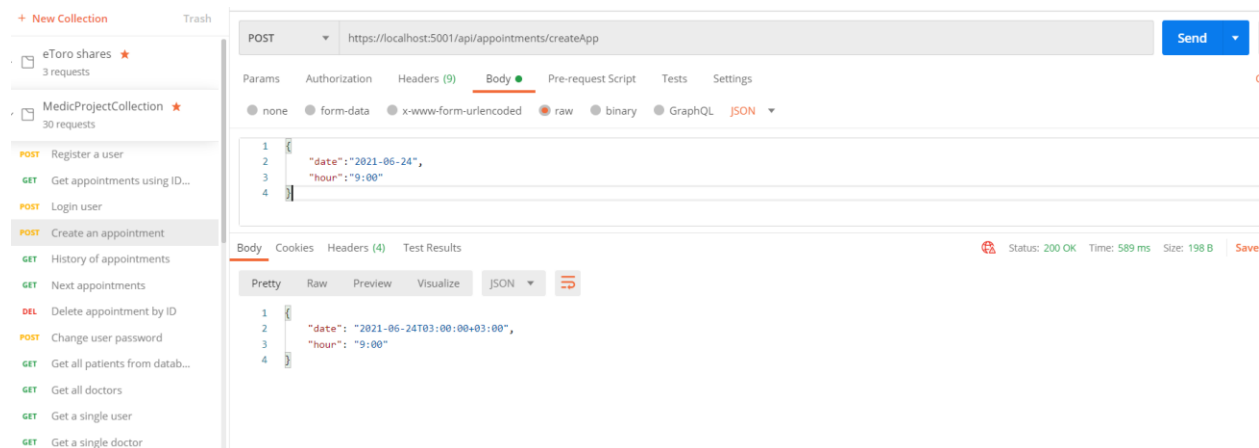 + New Collection Trash
eToro shares ★
3 requests
MedicProjectCollection ★
30 requests
POST Register a user
GET Get appointments using ID...
POST Login user
POST Create an appointment
GET History of appointments
GET Next appointments
DEL Delete appointment by ID
POST Change user password
GET Get all patients from datab...
GET Get all doctors
GET Get a single user
GET Get a single doctor
POST https://localhost:5001/api/appointments/createApp Send
Params Authorization Headers (9) Body Pre-request Script Tests Settings
none form-data x-www-form-urlencoded raw binary GraphQL JSON
1 {
2 "date":"2021-06-24",
3 "hour":"9:00"
4 }
Body Cookies Headers (4) Test Results Status: 200 OK Time: 589 ms Size: 198 B Save
Pretty Raw Preview Visualize JSON
1 {
2 "date": "2021-06-24T03:00:00+03:00",
3 "hour": "9:00"
4 }